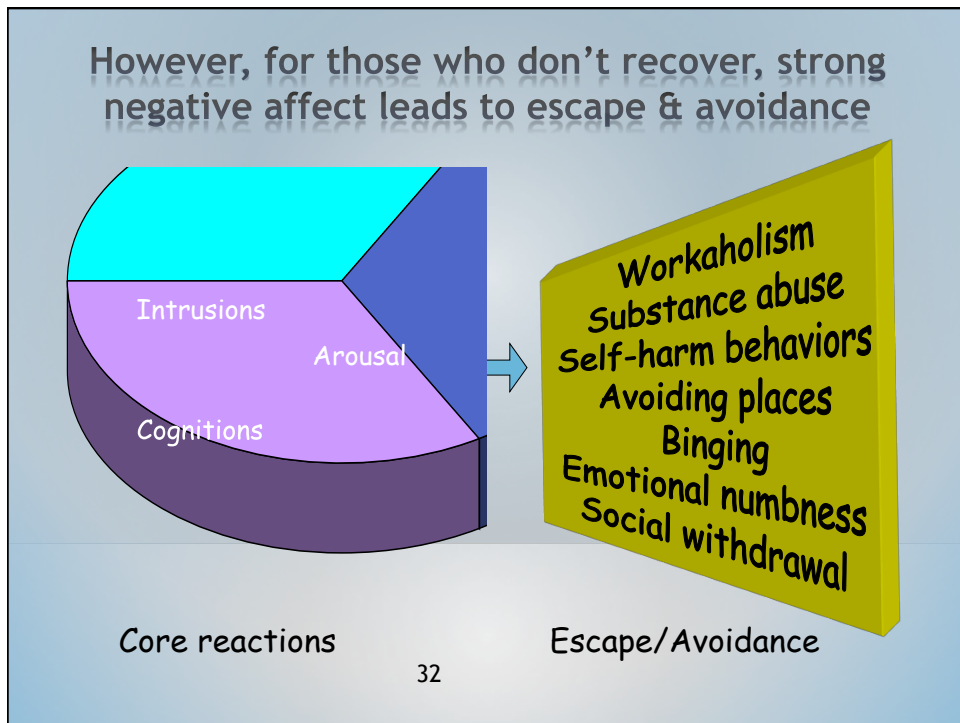 However, for those who don’t recover, strong
negative affect leads to escape & avoidance
Intrusions
Arousal
Cognitions
Workaholism
Substance abuse
Self-harm behaviors
Avoiding places
Binging
Emotional numbness
Social withdrawal
Core reactions
Escape/Avoidance
32